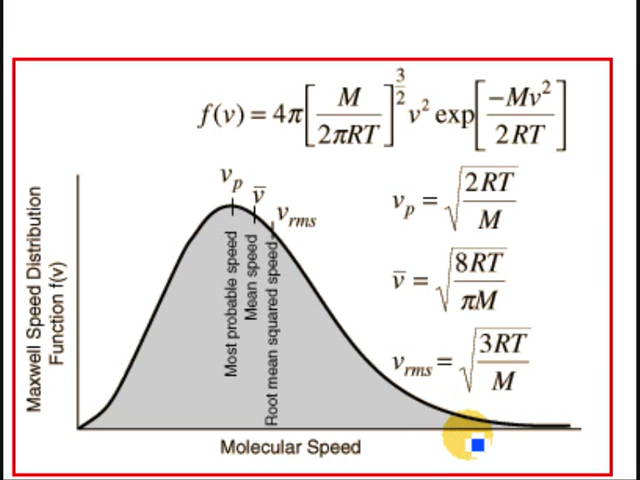 f(v) = 4π[M/2πRT]^3/2 v² exp[−Mv²/2RT]
v_p v̄ v_rms
v_p = √(2RT/M)
v̄ = √(8RT/πM)
v_rms = √(3RT/M)
Maxwell Speed Distribution
Function f(v)
Most probable speed
Mean speed
Root mean squared speed
Molecular Speed